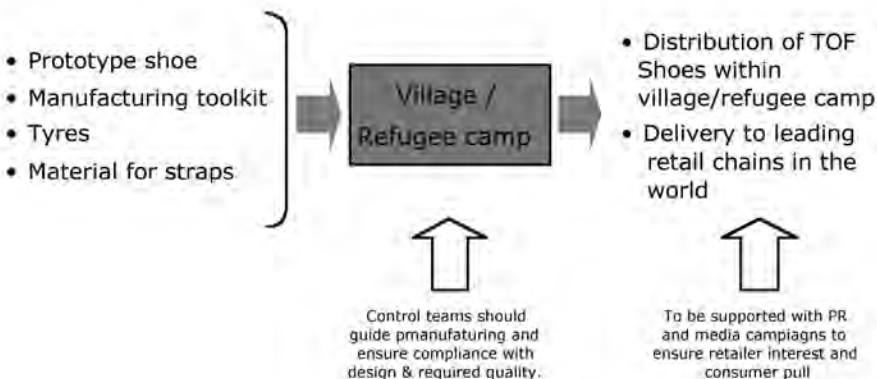 • Prototype shoe
• Manufacturing toolkit
• Tyres
• Material for straps
Village /
Refugee camp
• Distribution of TOF
Shoes within
village/refugee camp
• Delivery to leading
retail chains in the
world
Control teams should
guide pmanufaturing and
ensure compliance with
design & required quality.
To be supported with PR
and media campiagns to
ensure retailer interest and
consumer pull